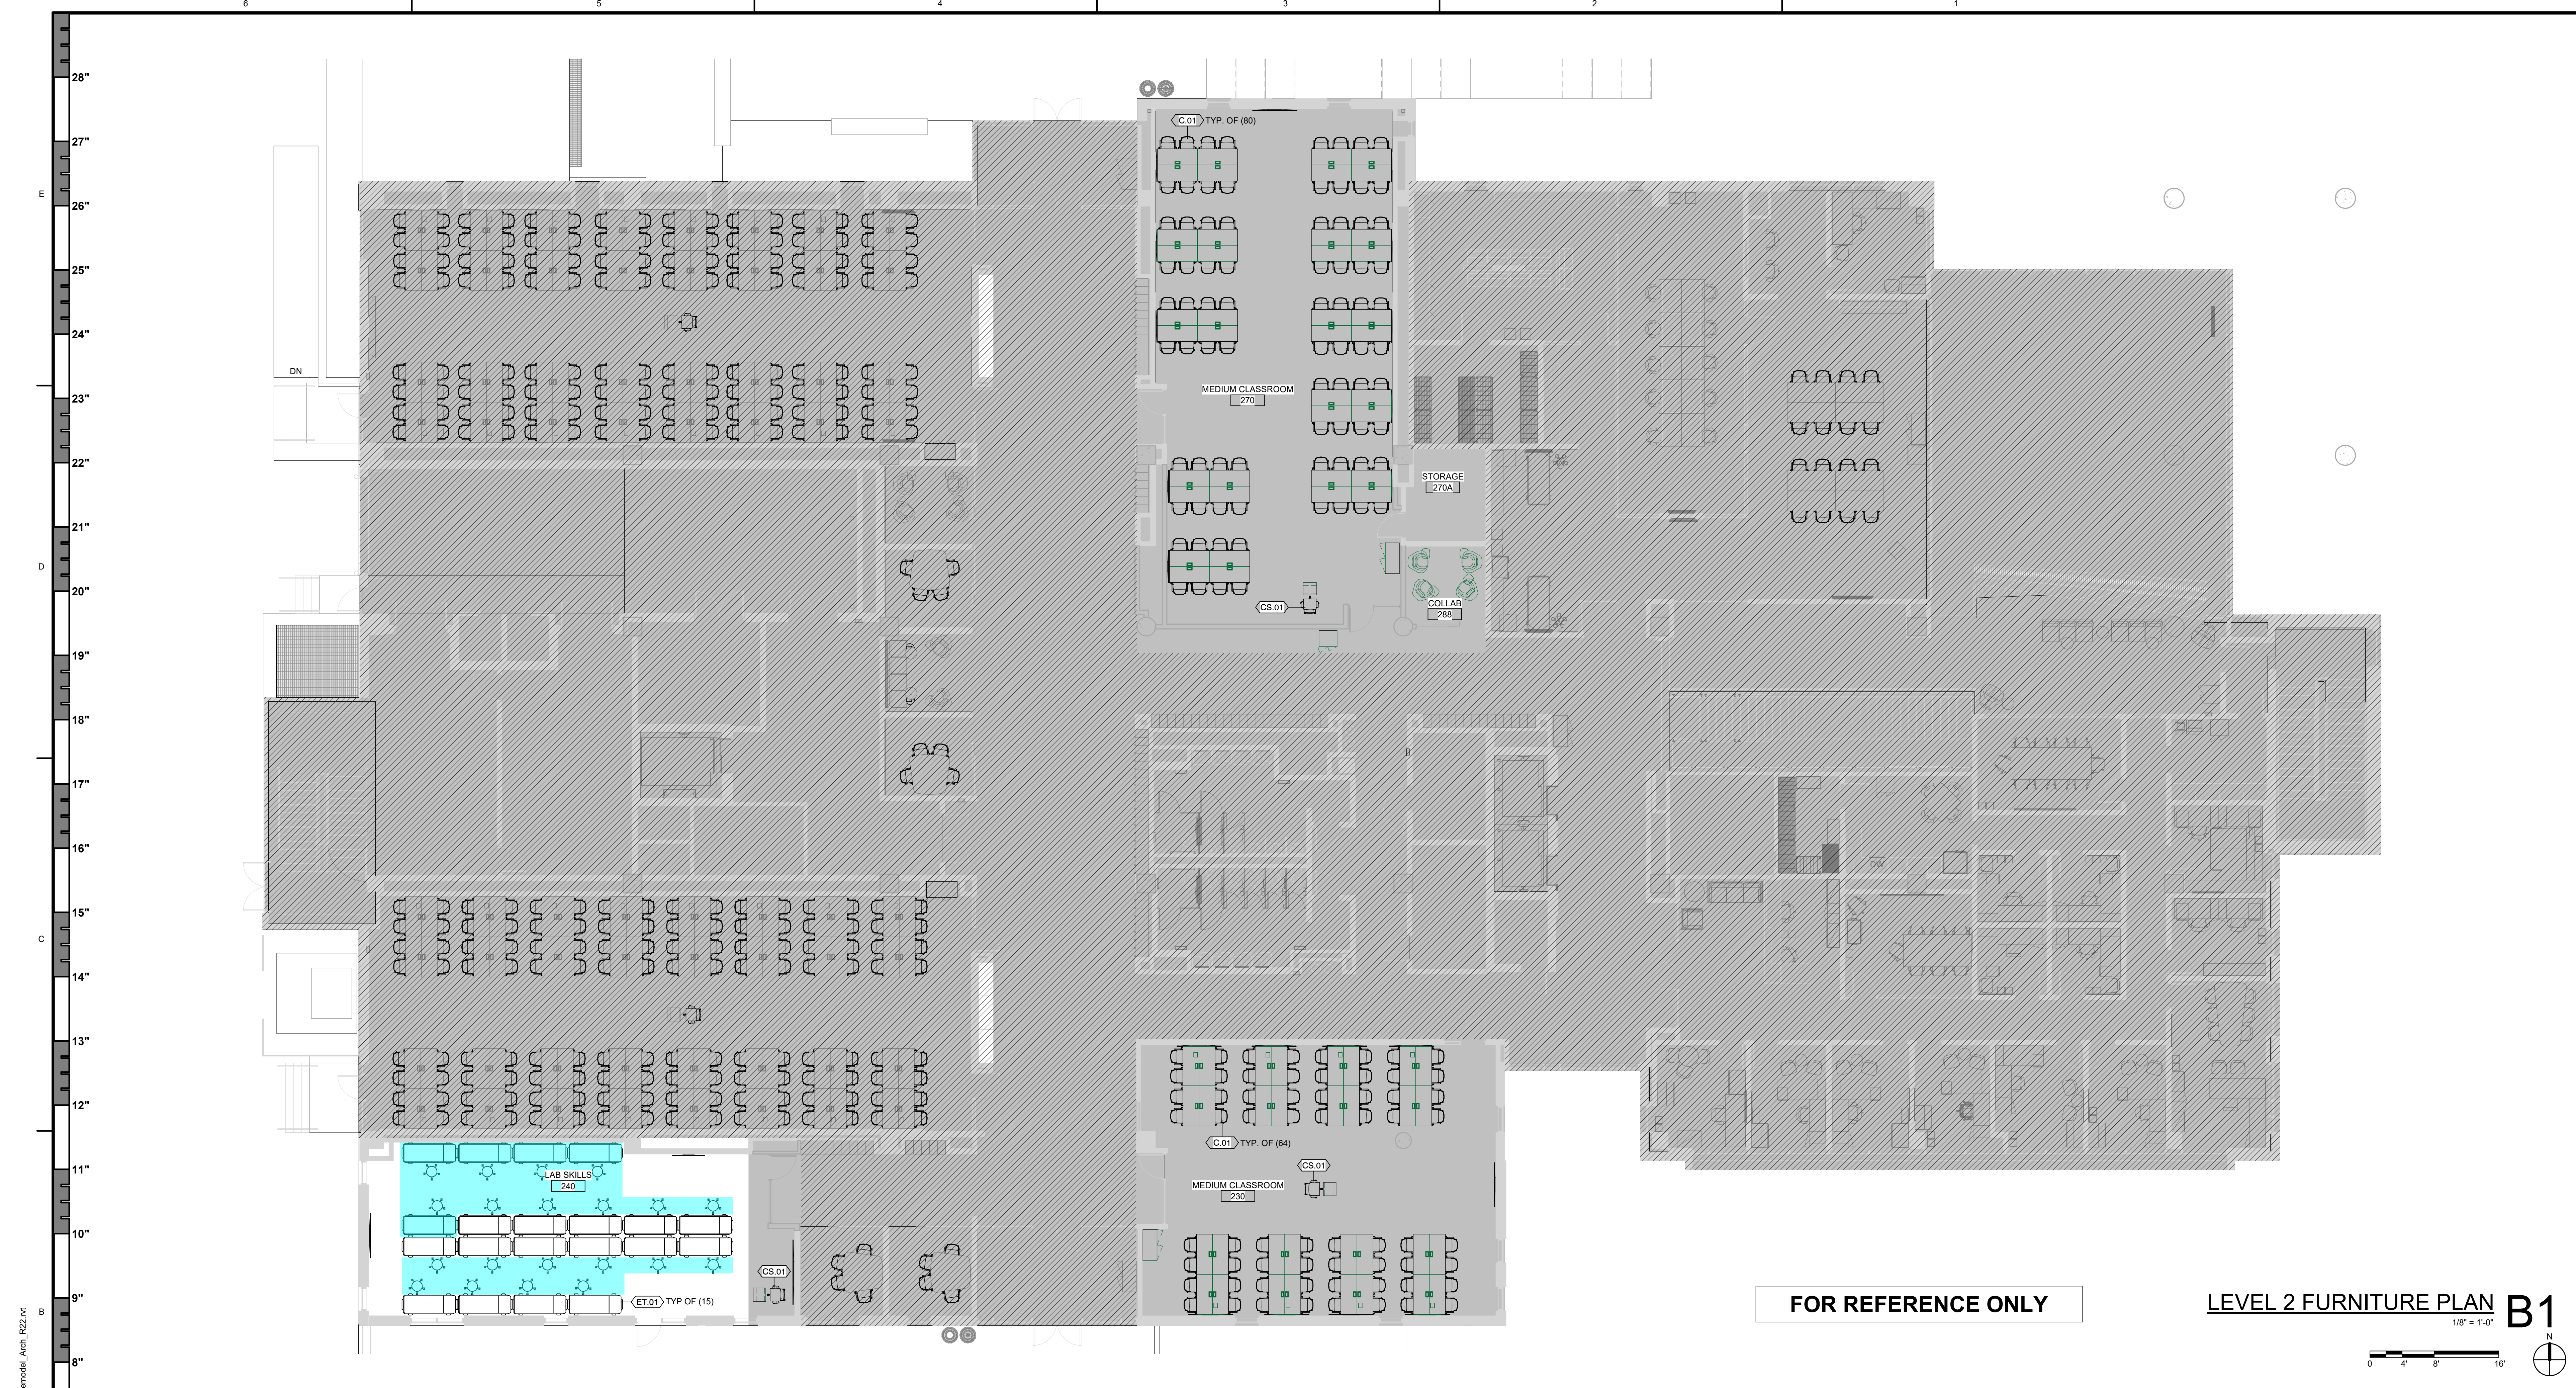 6 5 4 3 2 1
28"
C.01 TYP. OF (80)
27"
E
26"
25"
24"
DN
23"
MEDIUM CLASSROOM
270
22"
STORAGE
270A
21"
D
20"
COLLAB
288
CS.01
19"
18"
17"
16"
DW
15"
C
14"
13"
12"
C.01 TYP. OF (64)
11"
LAB SKILLS
240
CS.01
MEDIUM CLASSROOM
230
10"
CS.01
9"
ET.01 TYP OF (15)
B
FOR REFERENCE ONLY
LEVEL 2 FURNITURE PLAN B1
1/8" = 1'-0"
N
8"
0 4' 8' 16'
emodel_Arch_R22.rvt